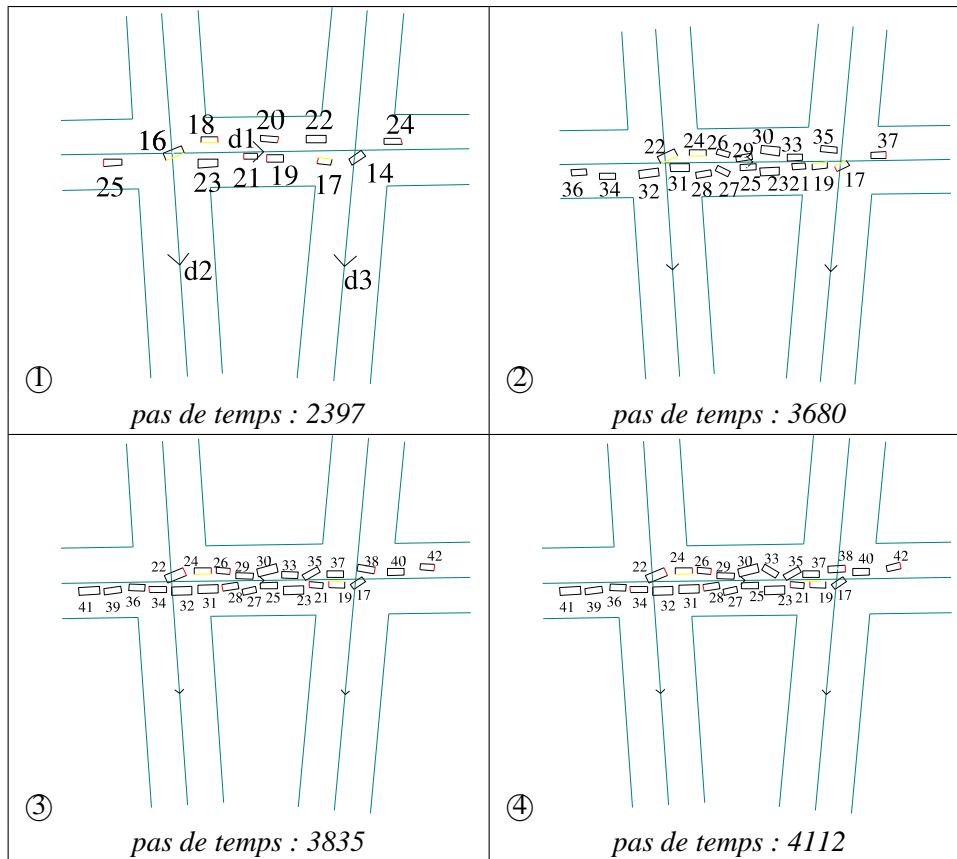 20 22 24
16 18 d1
25 23 21 19 17 14
d2 d3
①
pas de temps : 2397
22 24 26 29 30 33 35 37
36 34 32 31 28 27 25 23 21 19 17
②
pas de temps : 3680
22 24 26 29 30 33 35 37 38 40 42
41 39 36 34 32 31 28 27 25 23 21 19 17
③
pas de temps : 3835
22 24 26 29 30 33 35 37 38 40 42
41 39 36 34 32 31 28 27 25 23 21 19 17
④
pas de temps : 4112